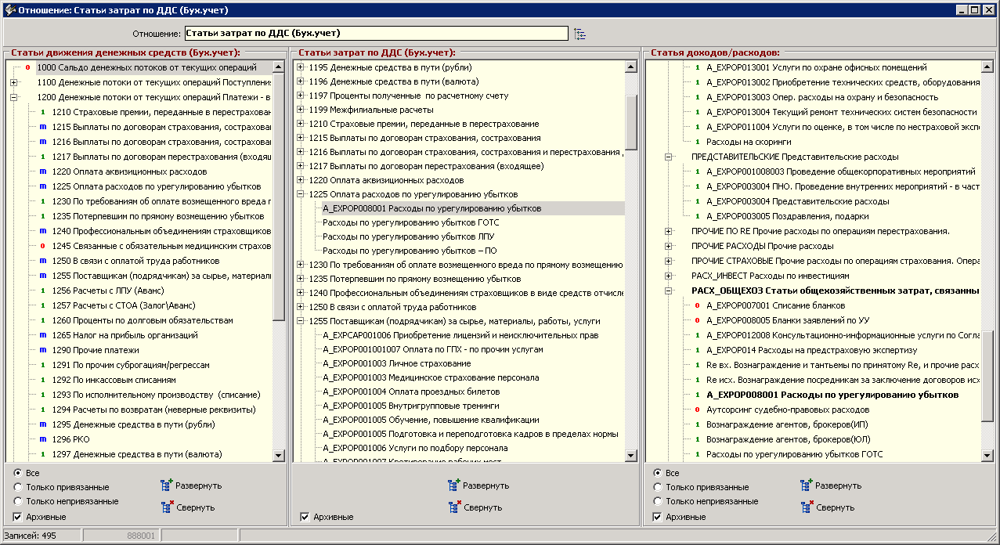 Отношение: Статьи затрат по ДДС (Бух.учет)
Отношение: Статьи затрат по ДДС (Бух.учет)
Статьи движения денежных средств (Бух.учет):
0 1000 Сальдо денежных потоков от текущих операций
1100 Денежные потоки от текущих операций Поступлени
1200 Денежные потоки от текущих операций Платежи - в
1 1210 Страховые премии, переданные в перестрахован
m 1215 Выплаты по договорам страхования, сострахован
m 1216 Выплаты по договорам страхования, сострахован
1 1217 Выплаты по договорам перестрахования (входящ
m 1220 Оплата аквизиционных расходов
m 1225 Оплата расходов по урегулированию убытков
1 1230 По требованиям об оплате возмещенного вреда п
1 1235 Потерпевшим по прямому возмещению убытков
m 1240 Профессиональным объединениям страховщиков
0 1245 Связанные с обязательным медицинским страхов
m 1250 В связи с оплатой труда работников
m 1255 Поставщикам (подрядчикам) за сырье, материал
1 1256 Расчеты с ЛПУ (Аванс)
1 1257 Расчеты с СТОА (Залог\Аванс)
1 1260 Проценты по долговым обязательствам
m 1265 Налог на прибыль организаций
m 1290 Прочие платежи
1 1291 По прочим суброгациям/регрессам
1 1292 По инкассовым списаниям
1 1293 По исполнительному производству (списание)
1 1294 Расчеты по возвратам (неверные реквизиты)
m 1295 Денежные средства в пути (рубли)
m 1296 РКО
1 1297 Денежные средства в пути (валюта)
Все
Только привязанные
Только непривязанные
Архивные
Развернуть
Свернуть
Статьи затрат по ДДС (Бух.учет):
1195 Денежные средства в пути (рубли)
1196 Денежные средства в пути (валюта)
1197 Проценты полученные по расчетному счету
1199 Межфилиальные расчеты
1210 Страховые премии, переданные в перестрахование
1215 Выплаты по договорам страхования, сострахования
1216 Выплаты по договорам страхования, сострахования и перестрахования
1217 Выплаты по договорам перестрахования (входящее)
1220 Оплата аквизиционных расходов
1225 Оплата расходов по урегулированию убытков
A_EXPOP008001 Расходы по урегулированию убытков
Расходы по урегулированию убытков ГОТС
Расходы по урегулированию убытков ЛПУ
Расходы по урегулированию убытков – ПО
1230 По требованиям об оплате возмещенного вреда по прямому возмещению
1235 Потерпевшим по прямому возмещению убытков
1240 Профессиональным объединениям страховщиков в виде средств отчисле
1250 В связи с оплатой труда работников
1255 Поставщикам (подрядчикам) за сырье, материалы, работы, услуги
A_EXPCAP001006 Приобретение лицензий и неисключительных прав
A_EXPOP001001007 Оплата по ГПХ - по прочим услугам
A_EXPOP001003 Личное страхование
A_EXPOP001003 Медицинское страхование персонала
A_EXPOP001004 Оплата проездных билетов
A_EXPOP001005 Внутригрупповые тренинги
A_EXPOP001005 Обучение, повышение квалификации
A_EXPOP001005 Подготовка и переподготовка кадров в пределах нормы
A_EXPOP001006 Услуги по подбору персонала
Развернуть
Свернуть
Архивные
Статья доходов/расходов:
1 A_EXPOP013001 Услуги по охране офисных помещений
1 A_EXPOP013002 Приобретение технических средств, оборудования
1 A_EXPOP013003 Опер. расходы на охрану и безопасность
1 A_EXPOP013004 Текущий ремонт технических систем безопасности
1 A_EXPOP011004 Услуги по оценке, в том числе по нестраховой эксп
1 Расходы на скоринги
ПРЕДСТАВИТЕЛЬСКИЕ Представительские расходы
1 A_EXPOP001008003 Проведение общекорпоративных мероприятий
1 A_EXPOP003004 ПНО. Проведение внутренних мероприятий - в част
1 A_EXPOP003004 Представительские расходы
1 A_EXPOP003005 Поздравления, подарки
ПРОЧИЕ ПО RE Прочие расходы по операциям перестрахования.
ПРОЧИЕ РАСХОДЫ Прочие расходы
ПРОЧИЕ СТРАХОВЫЕ Прочие расходы по операциям страхования. Опера
РАСХ_ИНВЕСТ Расходы по инвестициям
РАСХ_ОБЩЕХОЗ Статьи общехозяйственных затрат, связанны
0 A_EXPOP007001 Списание бланков
0 A_EXPOP008005 Бланки заявлений по УУ
1 A_EXPOP012008 Консультационно-информационные услуги по Согла
1 A_EXPOP014 Расходы на предстраховую экспертизу
1 Re вх. Вознаграждение и тантьемы по принятому Re, и прочие расх
1 Re исх. Вознаграждение посредникам за заключение договоров исх
1 A_EXPOP008001 Расходы по урегулированию убытков
0 Аутсорсинг судебно-правовых расходов
1 Вознаграждение агентов, брокеров(ИП)
1 Вознаграждение агентов, брокеров(ЮЛ)
1 Расходы по урегулированию убытков ГОТС
Все
Только привязанные
Только непривязанные
Архивные
Развернуть
Свернуть
Записей: 495
888001